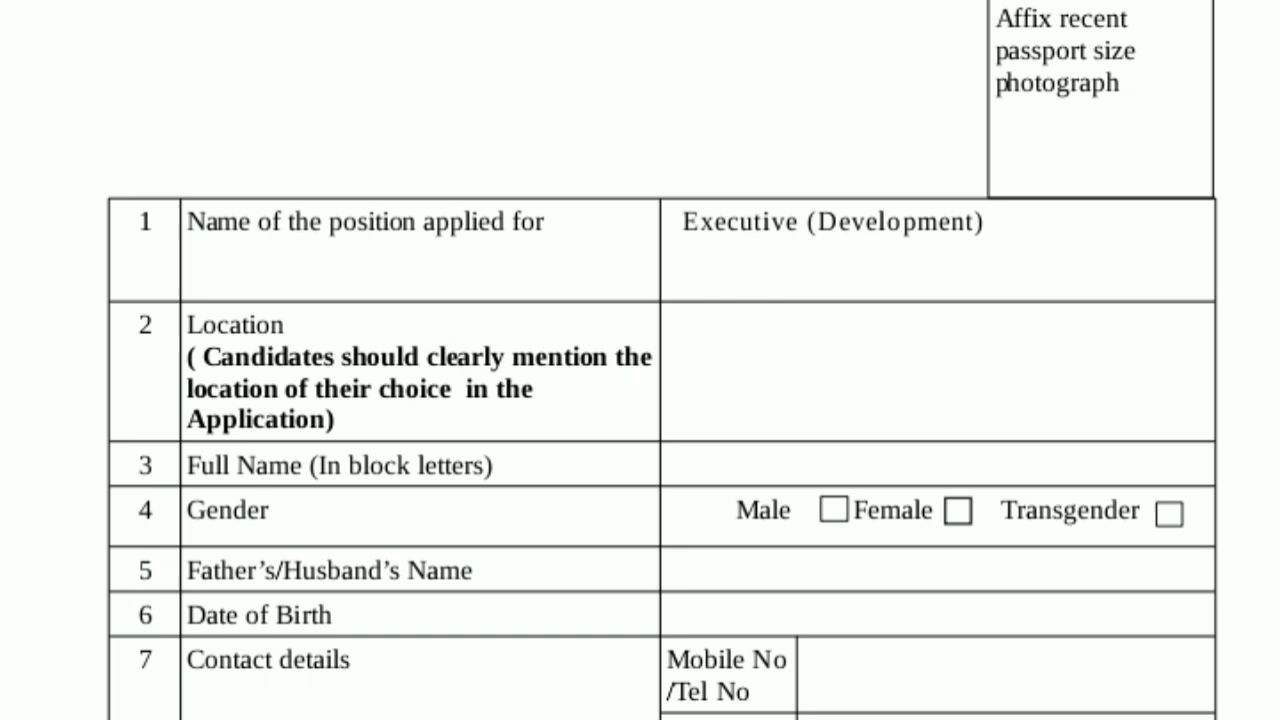 Affix recent
passport size
photograph
1 Name of the position applied for Executive (Development)
2 Location
( Candidates should clearly mention the
location of their choice  in the
Application)
3 Full Name (In block letters)
4 Gender Male Female Transgender
5 Father’s/Husband’s Name
6 Date of Birth
7 Contact details Mobile No
/Tel No